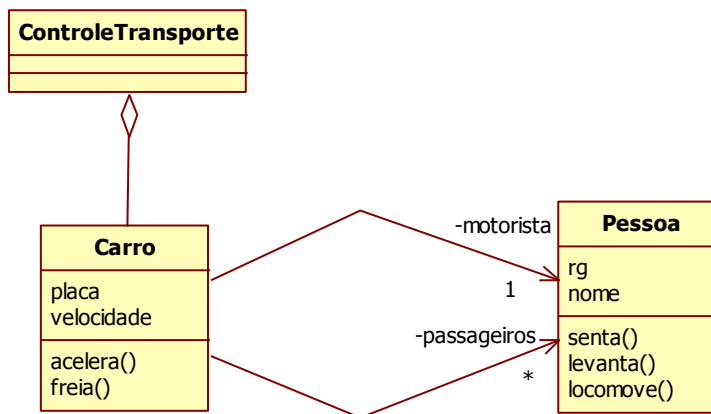 ControleTransporte
Carro
placa
velocidade
acelera()
freia()
-motorista
1
-passageiros
*
Pessoa
rg
nome
senta()
levanta()
locomove()